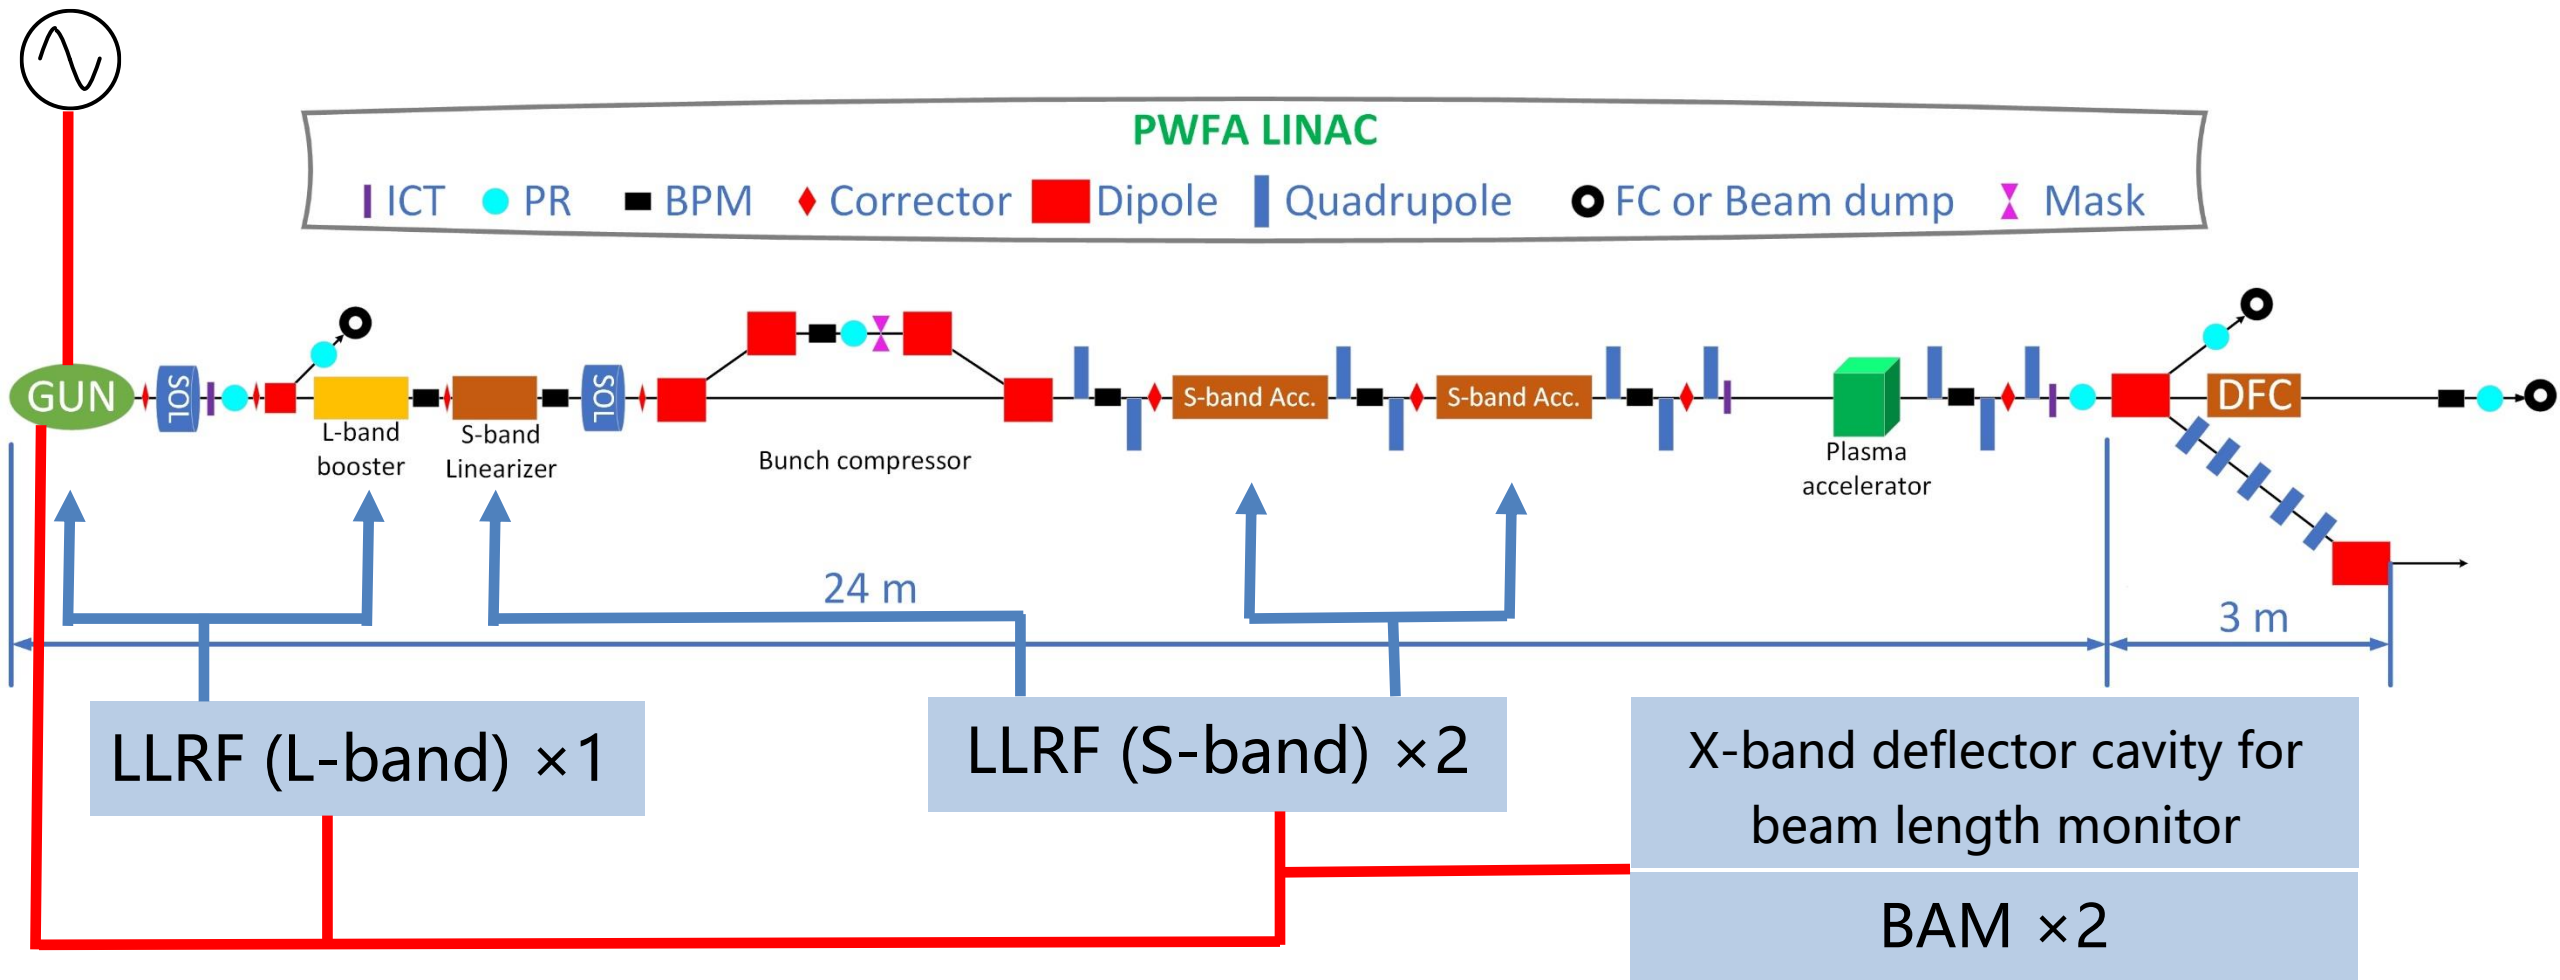 PWFA LINAC
ICT PR BPM Corrector Dipole Quadrupole FC or Beam dump Mask
GUN
SOL
L-band
booster
S-band
Linearizer
SOL
Bunch compressor
S-band Acc.
S-band Acc.
Plasma
accelerator
DFC
24 m
3 m
LLRF (L-band) ×1
LLRF (S-band) ×2
X-band deflector cavity for
beam length monitor
BAM ×2